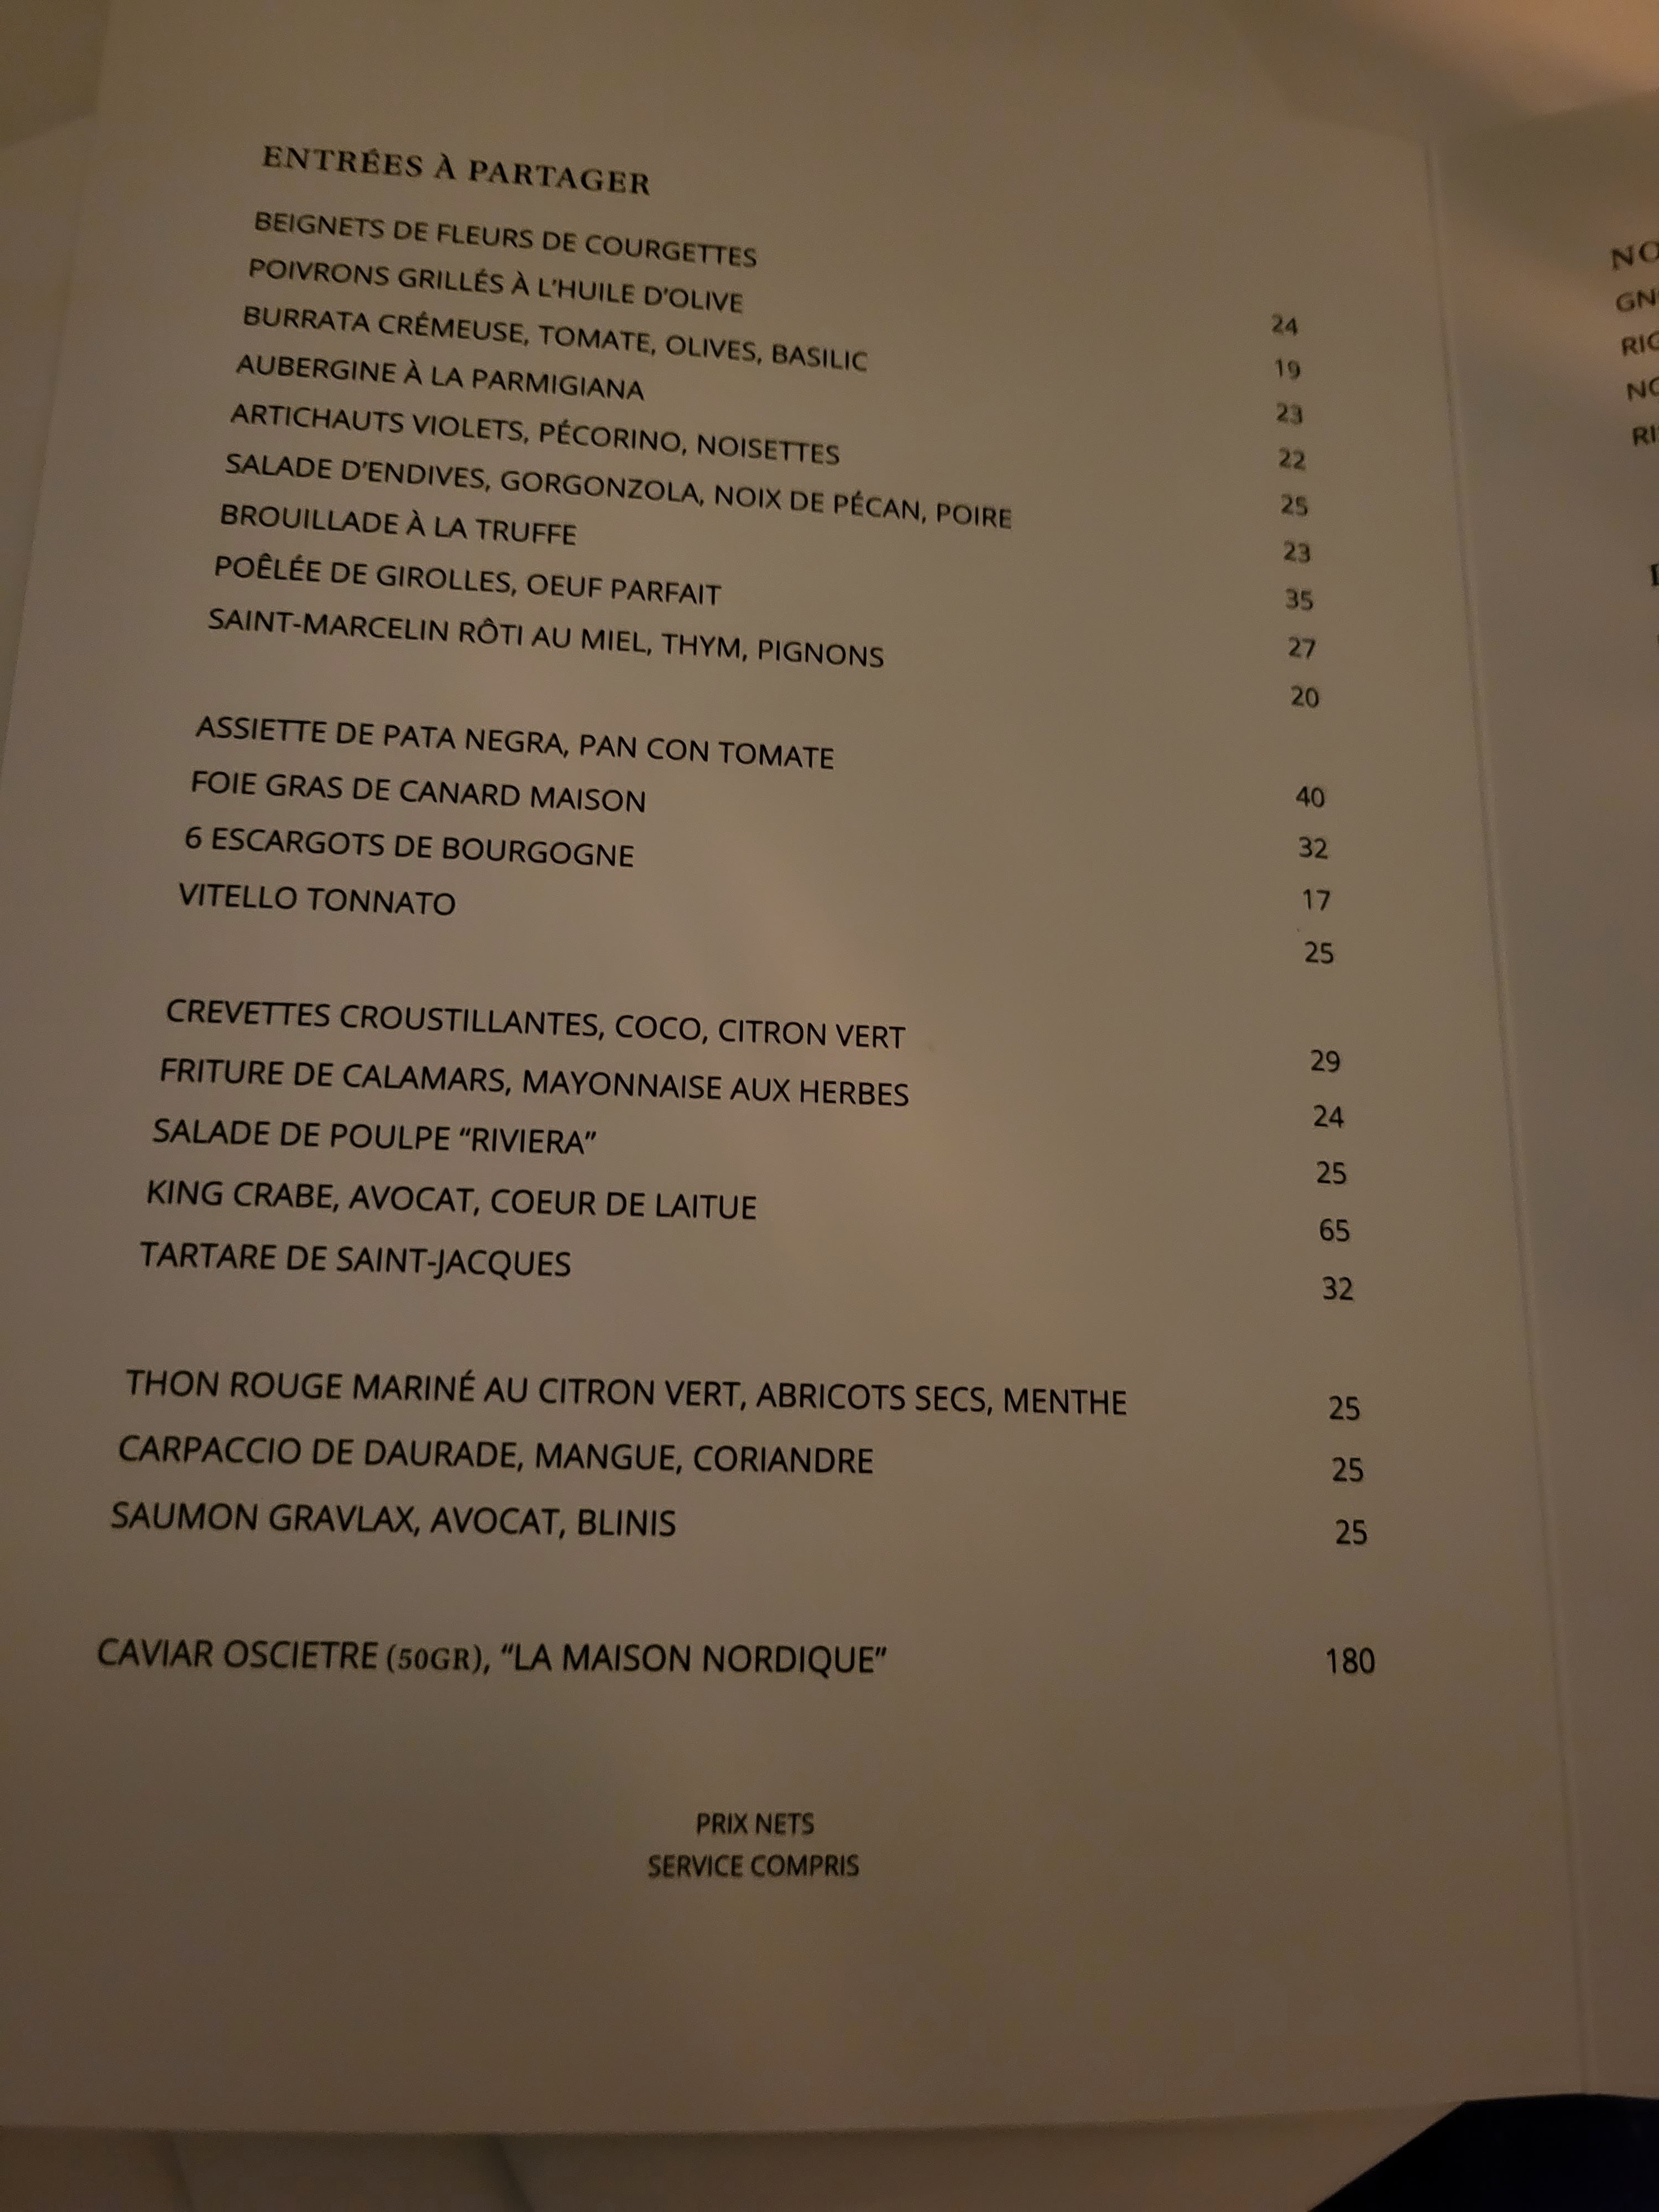 ENTRÉES À PARTAGER
BEIGNETS DE FLEURS DE COURGETTES 24
POIVRONS GRILLÉS À L'HUILE D'OLIVE 19
BURRATA CRÉMEUSE, TOMATE, OLIVES, BASILIC 23
AUBERGINE À LA PARMIGIANA 22
ARTICHAUTS VIOLETS, PÉCORINO, NOISETTES 25
SALADE D'ENDIVES, GORGONZOLA, NOIX DE PÉCAN, POIRE 23
BROUILLADE À LA TRUFFE 35
POÊLÉE DE GIROLLES, OEUF PARFAIT 27
SAINT-MARCELIN RÔTI AU MIEL, THYM, PIGNONS 20
ASSIETTE DE PATA NEGRA, PAN CON TOMATE 40
FOIE GRAS DE CANARD MAISON 32
6 ESCARGOTS DE BOURGOGNE 17
VITELLO TONNATO 25
CREVETTES CROUSTILLANTES, COCO, CITRON VERT 29
FRITURE DE CALAMARS, MAYONNAISE AUX HERBES 24
SALADE DE POULPE “RIVIERA” 25
KING CRABE, AVOCAT, COEUR DE LAITUE 65
TARTARE DE SAINT-JACQUES 32
THON ROUGE MARINÉ AU CITRON VERT, ABRICOTS SECS, MENTHE 25
CARPACCIO DE DAURADE, MANGUE, CORIANDRE 25
SAUMON GRAVLAX, AVOCAT, BLINIS 25
CAVIAR OSCIETRE (50GR), “LA MAISON NORDIQUE” 180
PRIX NETS
SERVICE COMPRIS